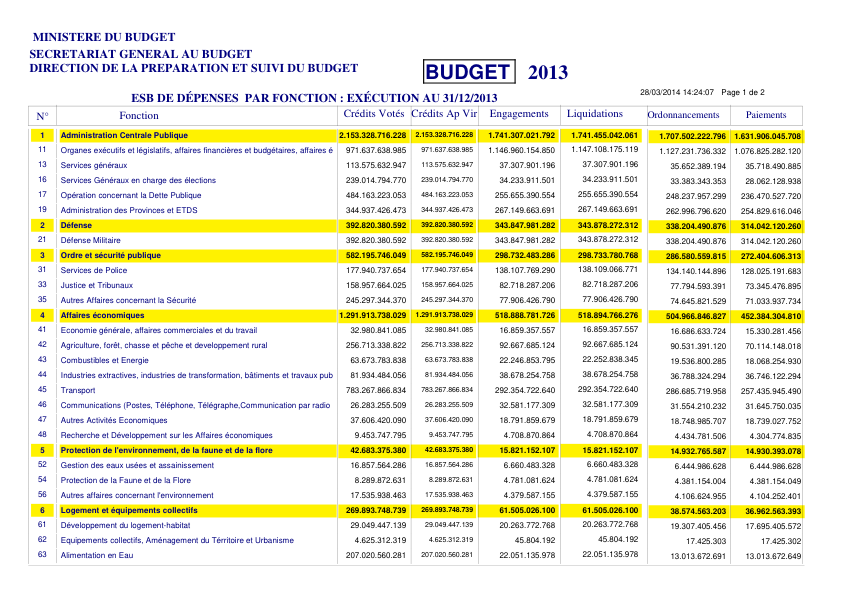 MINISTERE DU BUDGET
SECRETARIAT GENERAL AU BUDGET
DIRECTION DE LA PREPARATION ET SUIVI DU BUDGET
BUDGET 2013
28/03/2014 14:24:07 Page 1 de 2
ESB DE DÉPENSES PAR FONCTION : EXÉCUTION AU 31/12/2013
N° Fonction Crédits Votés Crédits Ap Vir Engagements Liquidations Ordonnancements Paiements
1 Administration Centrale Publique 2.153.328.716.228 2.153.328.716.228 1.741.307.021.792 1.741.455.042.061 1.707.502.222.796 1.631.906.045.708
11 Organes exécutifs et législatifs, affaires financières et budgétaires, affaires é 971.637.638.985 971.637.638.985 1.146.960.154.850 1.147.108.175.119 1.127.231.736.332 1.076.825.282.120
13 Services généraux 113.575.632.947 113.575.632.947 37.307.901.196 37.307.901.196 35.652.389.194 35.718.490.885
16 Services Généraux en charge des élections 239.014.794.770 239.014.794.770 34.233.911.501 34.233.911.501 33.383.343.353 28.062.128.938
17 Opération concernant la Dette Publique 484.163.223.053 484.163.223.053 255.655.390.554 255.655.390.554 248.237.957.299 236.470.527.720
19 Administration des Provinces et ETDS 344.937.426.473 344.937.426.473 267.149.663.691 267.149.663.691 262.996.796.620 254.829.616.046
2 Défense 392.820.380.592 392.820.380.592 343.847.981.282 343.878.272.312 338.204.490.876 314.042.120.260
21 Défense Militaire 392.820.380.592 392.820.380.592 343.847.981.282 343.878.272.312 338.204.490.876 314.042.120.260
3 Ordre et sécurité publique 582.195.746.049 582.195.746.049 298.732.483.286 298.733.780.768 286.580.559.815 272.404.606.313
31 Services de Police 177.940.737.654 177.940.737.654 138.107.769.290 138.109.066.771 134.140.144.896 128.025.191.683
33 Justice et Tribunaux 158.957.664.025 158.957.664.025 82.718.287.206 82.718.287.206 77.794.593.391 73.345.476.895
35 Autres Affaires concernant la Sécurité 245.297.344.370 245.297.344.370 77.906.426.790 77.906.426.790 74.645.821.529 71.033.937.734
4 Affaires économiques 1.291.913.738.029 1.291.913.738.029 518.888.781.726 518.894.766.276 504.966.846.827 452.384.304.810
41 Economie générale, affaires commerciales et du travail 32.980.841.085 32.980.841.085 16.859.357.557 16.859.357.557 16.686.633.724 15.330.281.456
42 Agriculture, forêt, chasse et pêche et developpement rural 256.713.338.822 256.713.338.822 92.667.685.124 92.667.685.124 90.531.391.120 70.114.148.018
43 Combustibles et Energie 63.673.783.838 63.673.783.838 22.246.853.795 22.252.838.345 19.536.800.285 18.068.254.930
44 Industries extractives, industries de transformation, bâtiments et travaux pub 81.934.484.056 81.934.484.056 38.678.254.758 38.678.254.758 36.788.324.294 36.746.122.294
45 Transport 783.267.866.834 783.267.866.834 292.354.722.640 292.354.722.640 286.685.719.958 257.435.945.490
46 Communications (Postes, Téléphone, Télégraphe,Communication par radio 26.283.255.509 26.283.255.509 32.581.177.309 32.581.177.309 31.554.210.232 31.645.750.035
47 Autres Activités Economiques 37.606.420.090 37.606.420.090 18.791.859.679 18.791.859.679 18.748.985.707 18.739.027.752
48 Recherche et Développement sur les Affaires économiques 9.453.747.795 9.453.747.795 4.708.870.864 4.708.870.864 4.434.781.506 4.304.774.835
5 Protection de l'environnement, de la faune et de la flore 42.683.375.380 42.683.375.380 15.821.152.107 15.821.152.107 14.932.765.587 14.930.393.078
52 Gestion des eaux usées et assainissement 16.857.564.286 16.857.564.286 6.660.483.328 6.660.483.328 6.444.986.628 6.444.986.628
54 Protection de la Faune et de la Flore 8.289.872.631 8.289.872.631 4.781.081.624 4.781.081.624 4.381.154.004 4.381.154.049
56 Autres affaires concernant l'environnement 17.535.938.463 17.535.938.463 4.379.587.155 4.379.587.155 4.106.624.955 4.104.252.401
6 Logement et équipements collectifs 269.893.748.739 269.893.748.739 61.505.026.100 61.505.026.100 38.574.563.203 36.962.563.393
61 Développement du logement-habitat 29.049.447.139 29.049.447.139 20.263.772.768 20.263.772.768 19.307.405.456 17.695.405.572
62 Equipements collectifs, Aménagement du Térritoire et Urbanisme 4.625.312.319 4.625.312.319 45.804.192 45.804.192 17.425.303 17.425.302
63 Alimentation en Eau 207.020.560.281 207.020.560.281 22.051.135.978 22.051.135.978 13.013.672.691 13.013.672.649